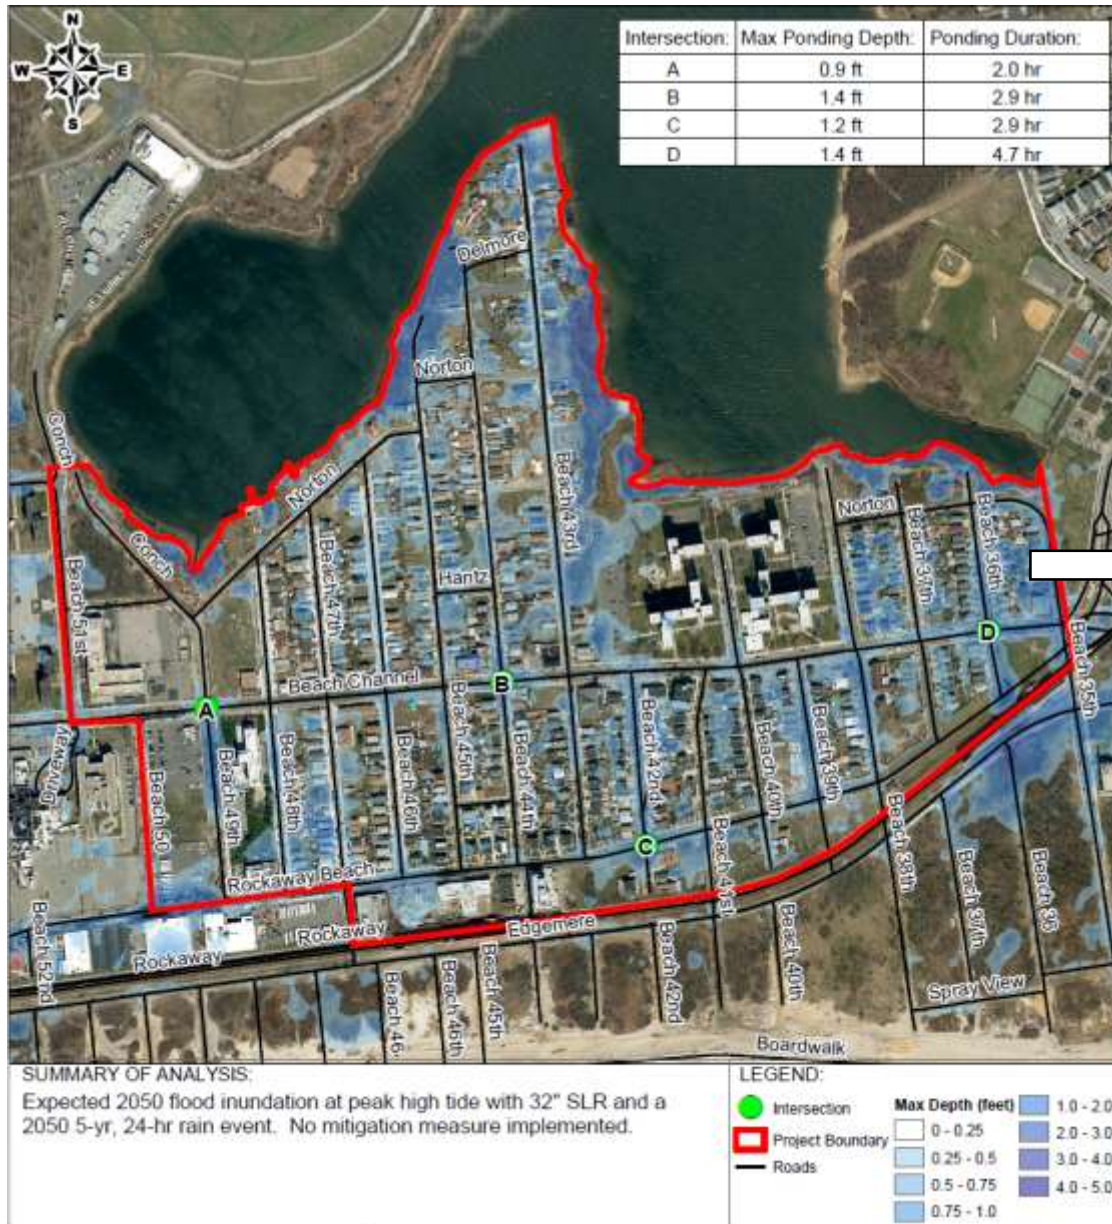 N
W E
S
Intersection: Max Ponding Depth: Ponding Duration:
A 0.9 ft 2.0 hr
B 1.4 ft 2.9 hr
C 1.2 ft 2.9 hr
D 1.4 ft 4.7 hr
Delmore
Norton
Conch
Norton
Beach 43rd
Norton
Beach 37th
Beach 36th
Conch
Beach 51st
Beach 47th
Hantz
D
Beach Channel
B
A
Beach 35th
Driveway
Beach 50
Beach 49th
Beach 48th
Beach 46th
Beach 45th
Beach 44th
Beach 42nd
Beach 40th
Beach 39th
C
Beach 38th
Beach 41st
Rockaway Beach
Rockaway
Edgemere
Rockaway
Beach 52nd
Beach 46
Beach 46th
Beach 45th
Beach 42nd
Beach 40th
Beach 37th
Beach 36
Spray View
Boardwalk
SUMMARY OF ANALYSIS:
Expected 2050 flood inundation at peak high tide with 32" SLR and a
2050 5-yr, 24-hr rain event. No mitigation measure implemented.
LEGEND:
Intersection
Project Boundary
Roads
Max Depth (feet)
0 - 0.25
0.25 - 0.5
0.5 - 0.75
0.75 - 1.0
1.0 - 2.0
2.0 - 3.0
3.0 - 4.0
4.0 - 5.0